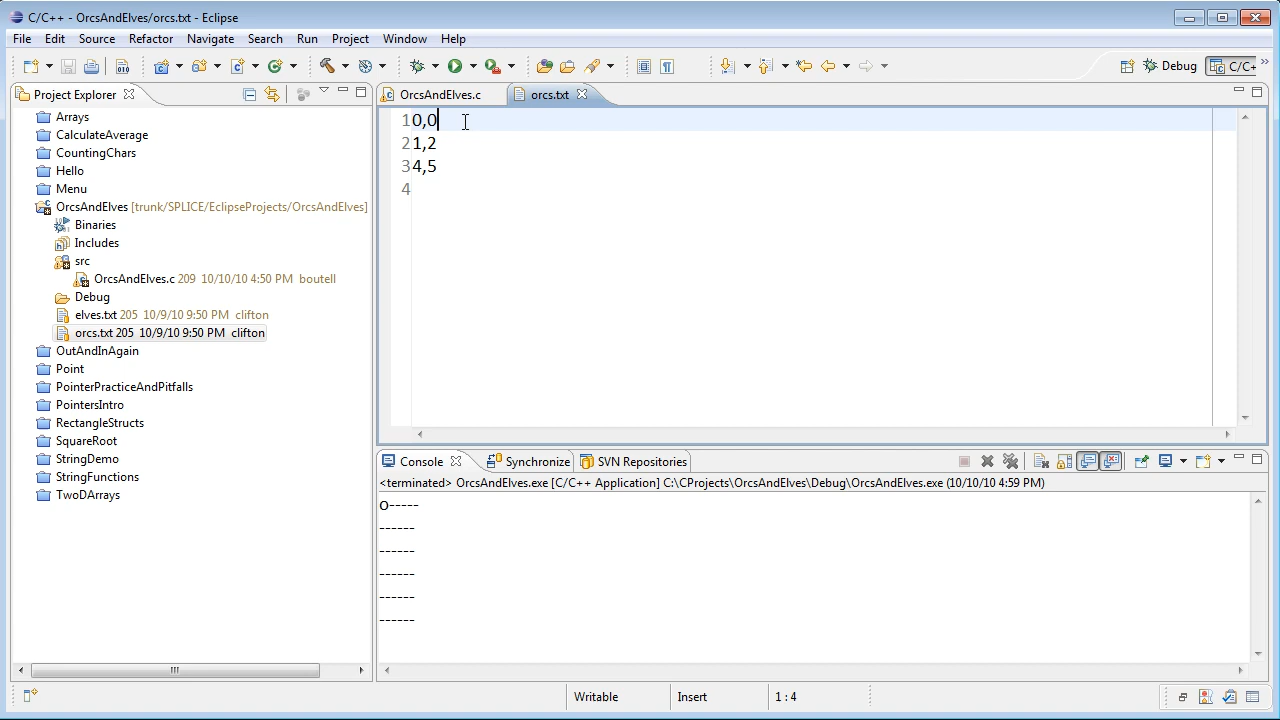 C/C++ - OrcsAndElves/orcs.txt - Eclipse
File Edit Source Refactor Navigate Search Run Project Window Help
010 Debug C/C++ »
Project Explorer
OrcsAndElves.c orcs.txt
Arrays
CalculateAverage
CountingChars
Hello
Menu
OrcsAndElves [trunk/SPLICE/EclipseProjects/OrcsAndElves]
Binaries
Includes
src
OrcsAndElves.c 209 10/10/10 4:50 PM boutell
Debug
elves.txt 205 10/9/10 9:50 PM clifton
orcs.txt 205 10/9/10 9:50 PM clifton
OutAndInAgain
Point
PointerPracticeAndPitfalls
PointersIntro
RectangleStructs
SquareRoot
StringDemo
StringFunctions
TwoDArrays
1 0,0
2 1,2
3 4,5
4
Console Synchronize SVN Repositories
<terminated> OrcsAndElves.exe [C/C++ Application] C:\CProjects\OrcsAndElves\Debug\OrcsAndElves.exe (10/10/10 4:59 PM)
O-----
------
------
------
------
------
Writable Insert 1 : 4